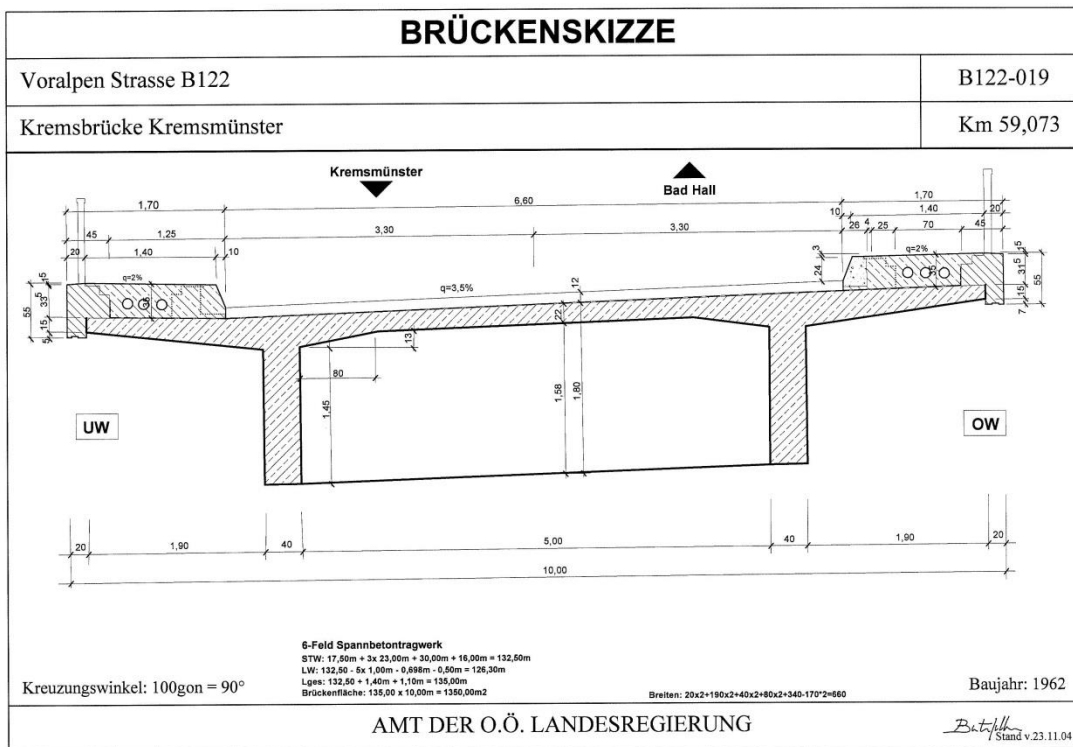 BRÜCKENSKIZZE
Voralpen Strasse B122
B122-019
Kremsbrücke Kremsmünster
Km 59,073
Kremsmünster
Bad Hall
1,70
6,60
1,70
10
1,40
20
45
1,25
3,30
3,30
26
4
25
70
45
20
1,40
10
q=2%
q=2%
3
24
35
15
31⁵
55
15
7
15
33⁵
55
15
5
35
q=3,5%
12
22
13
80
1,45
1,58
1,80
UW
OW
20
1,90
40
5,00
40
1,90
20
10,00
6-Feld Spannbetontragwerk
STW: 17,50m + 3x 23,00m + 30,00m + 16,00m = 132,50m
LW: 132,50 - 5x 1,00m - 0,698m - 0,50m = 126,30m
Lges: 132,50 + 1,40m + 1,10m = 135,00m
Brückenfläche: 135,00 x 10,00m = 1350,00m2
Kreuzungswinkel: 100gon = 90°
Breiten: 20x2+190x2+40x2+80x2+340-170*2=660
Baujahr: 1962
AMT DER O.Ö. LANDESREGIERUNG
Stand v.23.11.04